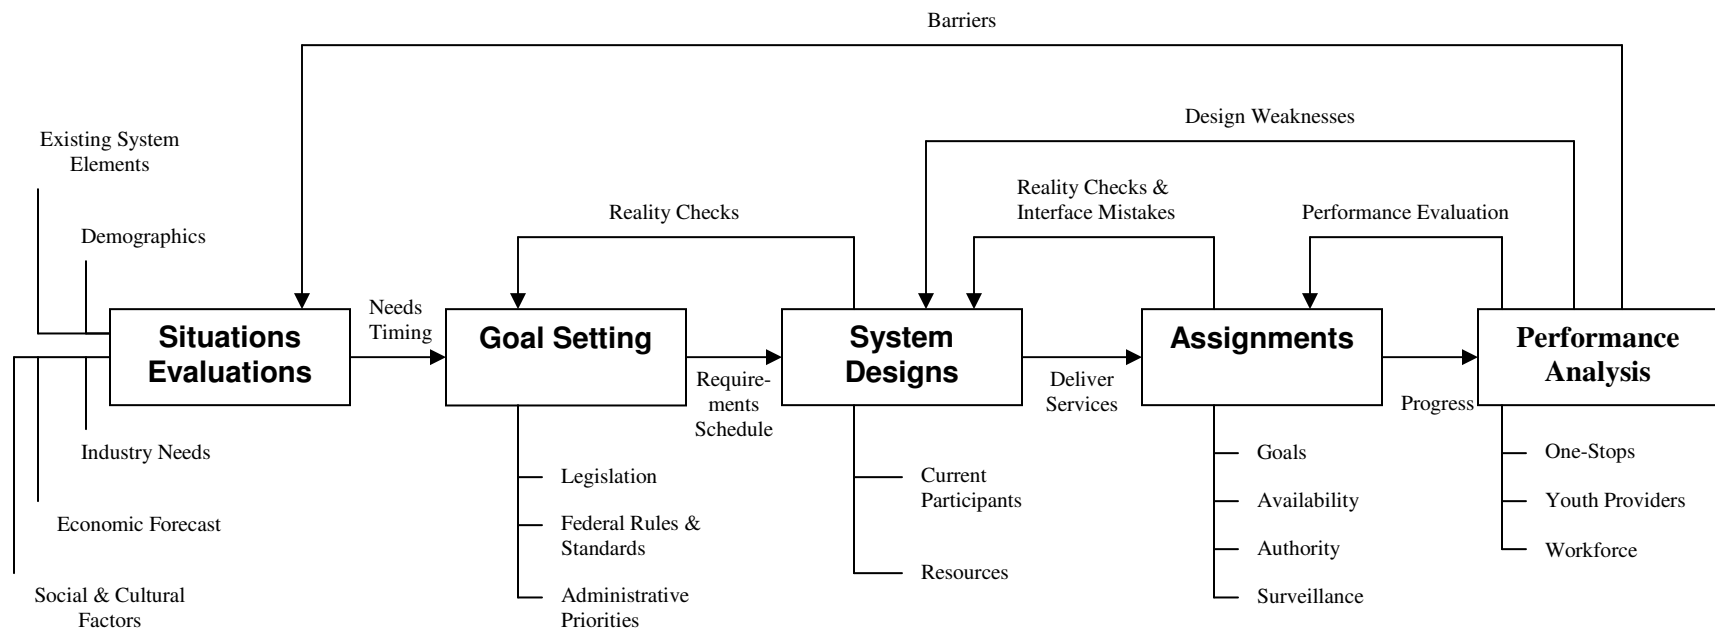 Barriers
Design Weaknesses
Existing System
Elements
Reality Checks &
Interface Mistakes
Reality Checks
Performance Evaluation
Demographics
Situations
Evaluations
Needs
Timing
Goal Setting
System
Designs
Assignments
Performance
Analysis
Require-
ments
Schedule
Deliver
Services
Progress
Industry Needs
Economic Forecast
Social & Cultural
Factors
Legislation
Federal Rules &
Standards
Administrative
Priorities
Current
Participants
Resources
Goals
Availability
Authority
Surveillance
One-Stops
Youth Providers
Workforce